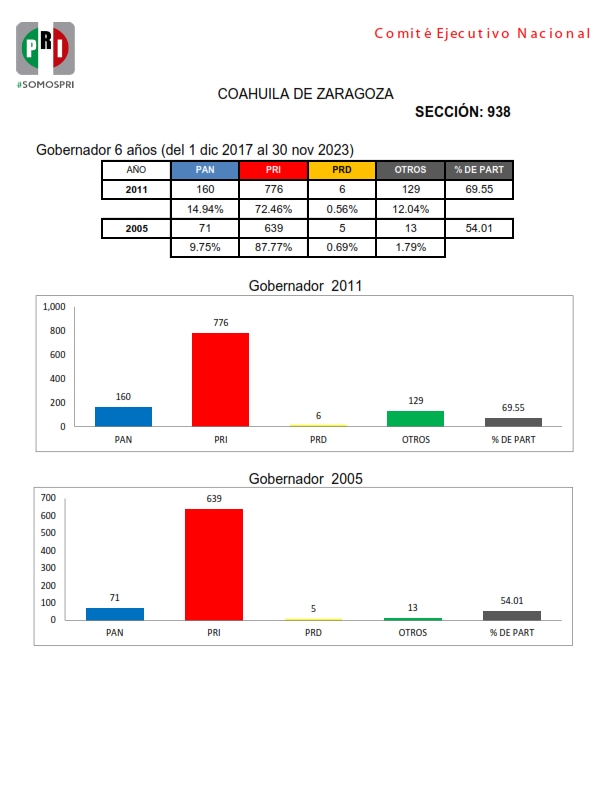 Comité Ejecutivo Nacional
PRI
#SOMOSPRI
COAHUILA DE ZARAGOZA
SECCIÓN: 938
Gobernador 6 años (del 1 dic 2017 al 30 nov 2023)
AÑO PAN PRI PRD OTROS % DE PART
2011 160 776 6 129 69.55
14.94% 72.46% 0.56% 12.04%
2005 71 639 5 13 54.01
9.75% 87.77% 0.69% 1.79%
Gobernador 2011
1,000
800
600
400
200
0
160 776 6 129 69.55
PAN PRI PRD OTROS % DE PART
Gobernador 2005
700
600
500
400
300
200
100
0
71 639 5 13 54.01
PAN PRI PRD OTROS % DE PART